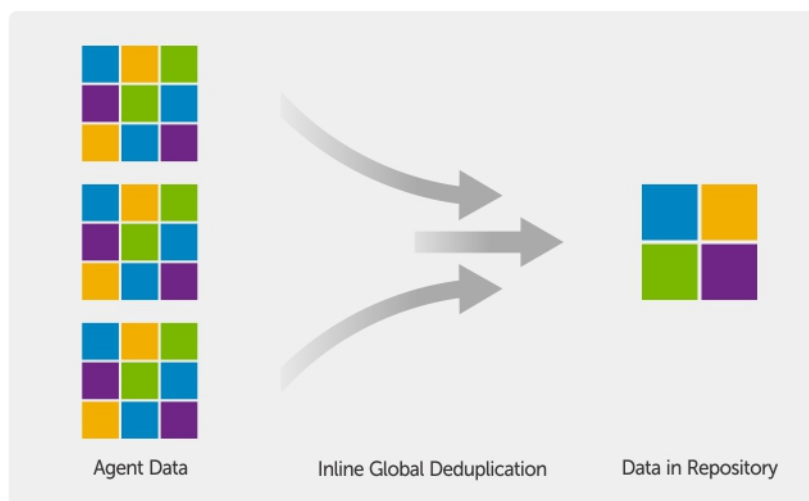 Agent Data
Inline Global Deduplication
Data in Repository